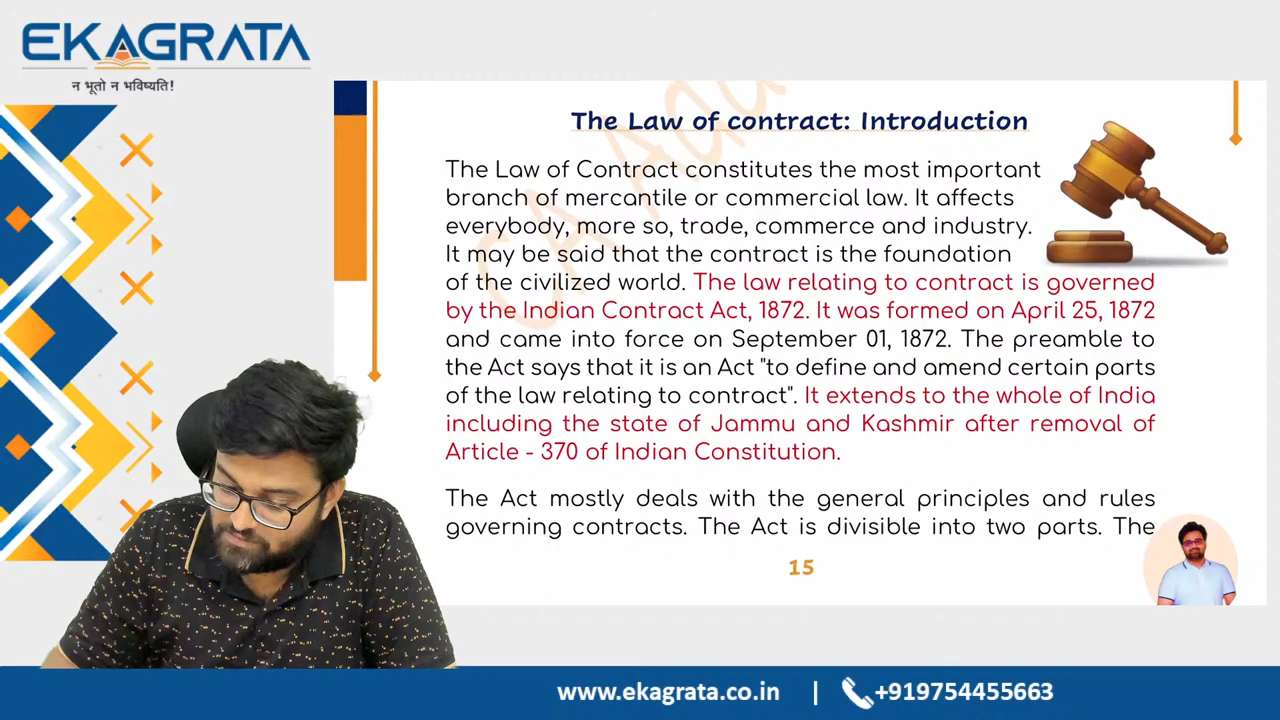 EKAGRATA
न भूतो न भविष्यति!
The Law of contract: Introduction
The Law of Contract constitutes the most important
branch of mercantile or commercial law. It affects
everybody, more so, trade, commerce and industry.
It may be said that the contract is the foundation
of the civilized world. The law relating to contract is governed
by the Indian Contract Act, 1872. It was formed on April 25, 1872
and came into force on September 01, 1872. The preamble to
the Act says that it is an Act "to define and amend certain parts
of the law relating to contract". It extends to the whole of India
including the state of Jammu and Kashmir after removal of
Article - 370 of Indian Constitution.
The Act mostly deals with the general principles and rules
governing contracts. The Act is divisible into two parts. The
15
www.ekagrata.co.in | +919754455663